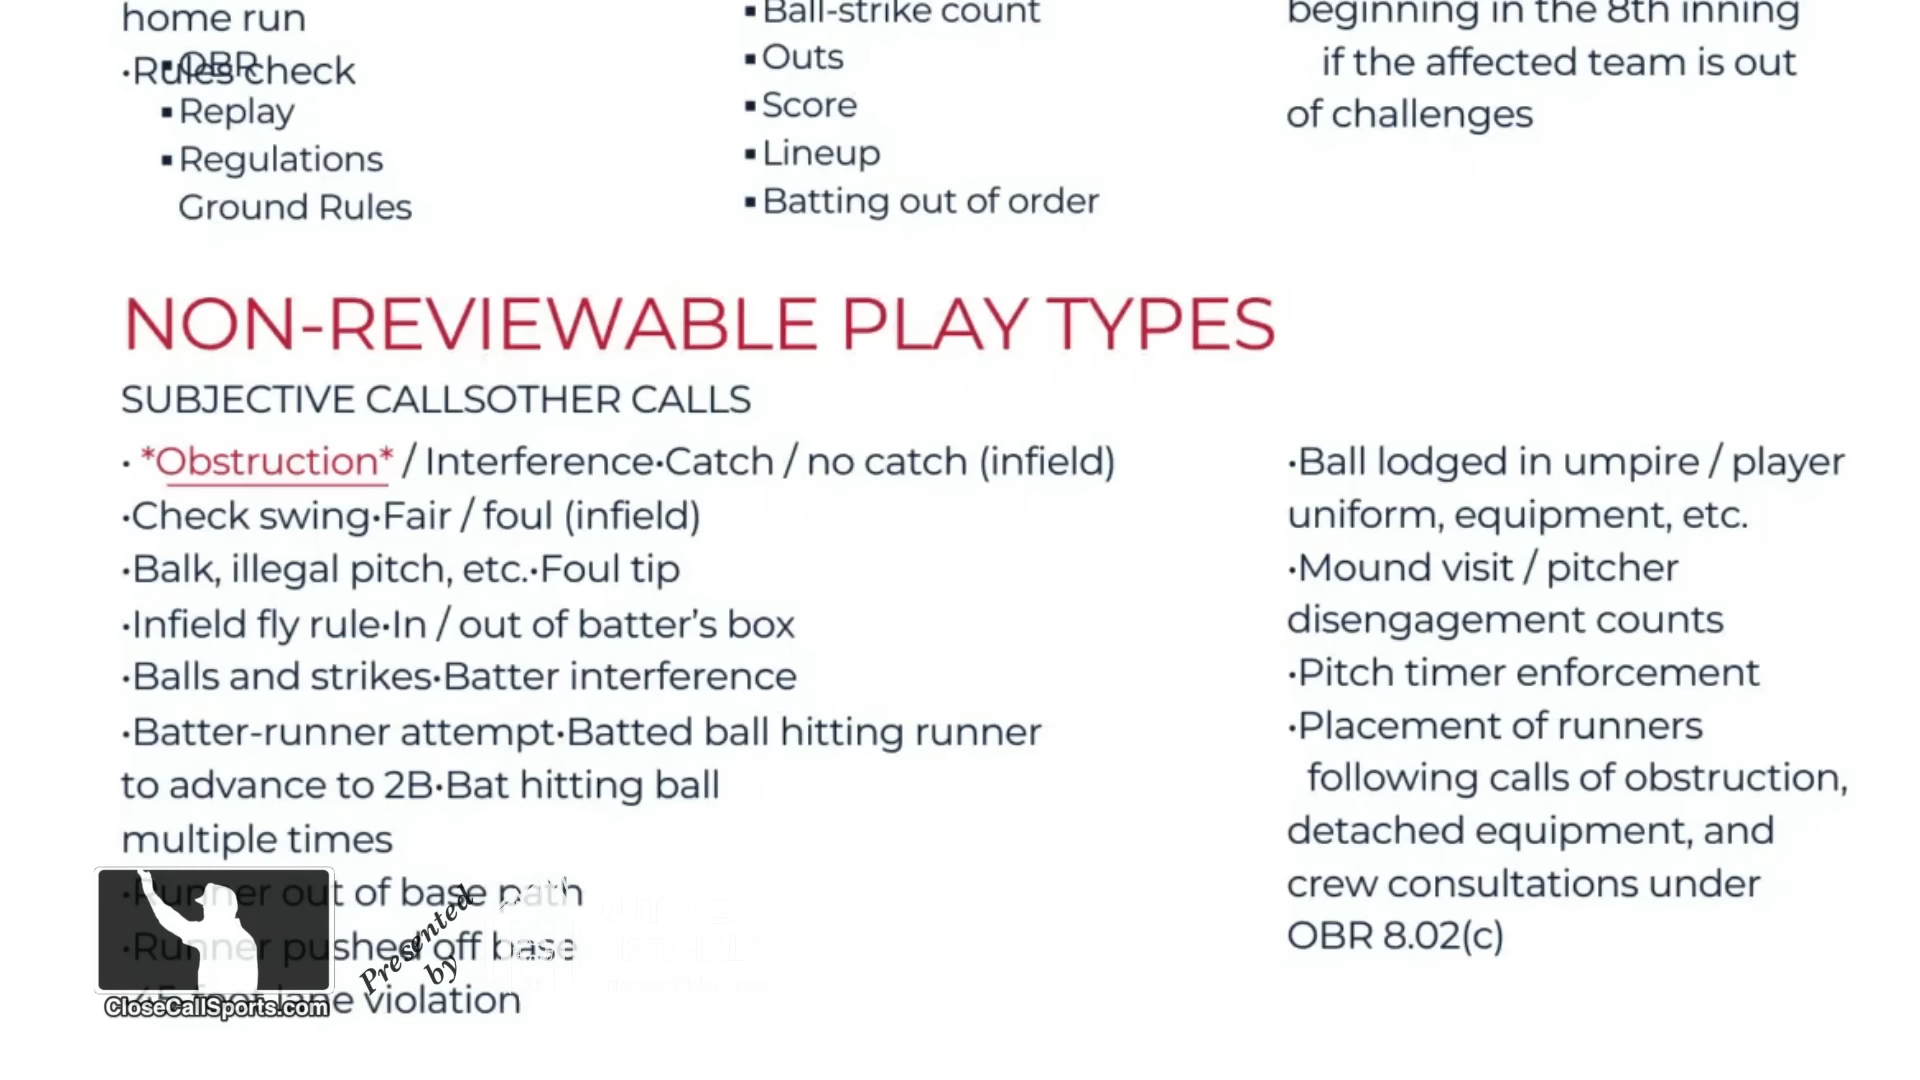 home run
•Rules check
▪OBR
▪Replay
▪Regulations
Ground Rules
▪Ball-strike count
▪Outs
▪Score
▪Lineup
▪Batting out of order
beginning in the 8th inning
if the affected team is out
of challenges
NON-REVIEWABLE PLAY TYPES
SUBJECTIVE CALLSOTHER CALLS
• *Obstruction* / Interference•Catch / no catch (infield)
•Check swing•Fair / foul (infield)
•Balk, illegal pitch, etc.•Foul tip
•Infield fly rule•In / out of batter’s box
•Balls and strikes•Batter interference
•Batter-runner attempt•Batted ball hitting runner
to advance to 2B•Bat hitting ball
multiple times
•Runner out of base path
•Runner pushed off base
lane violation
•Ball lodged in umpire / player
uniform, equipment, etc.
•Mound visit / pitcher
disengagement counts
•Pitch timer enforcement
•Placement of runners
following calls of obstruction,
detached equipment, and
crew consultations under
OBR 8.02(c)
CloseCallSports.com
Presented
by